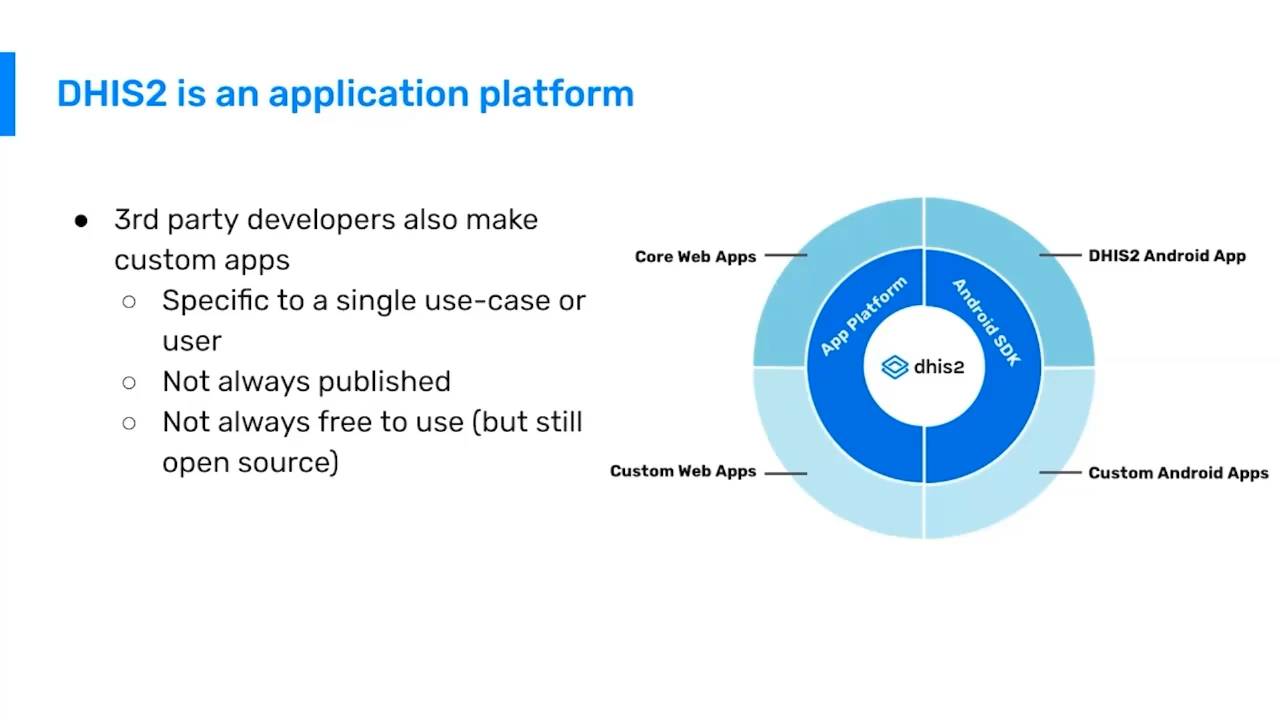 DHIS2 is an application platform
● 3rd party developers also make
custom apps
○ Specific to a single use-case or
user
○ Not always published
○ Not always free to use (but still
open source)
Core Web Apps
DHIS2 Android App
App Platform
Android SDK
dhis2
Custom Web Apps
Custom Android Apps